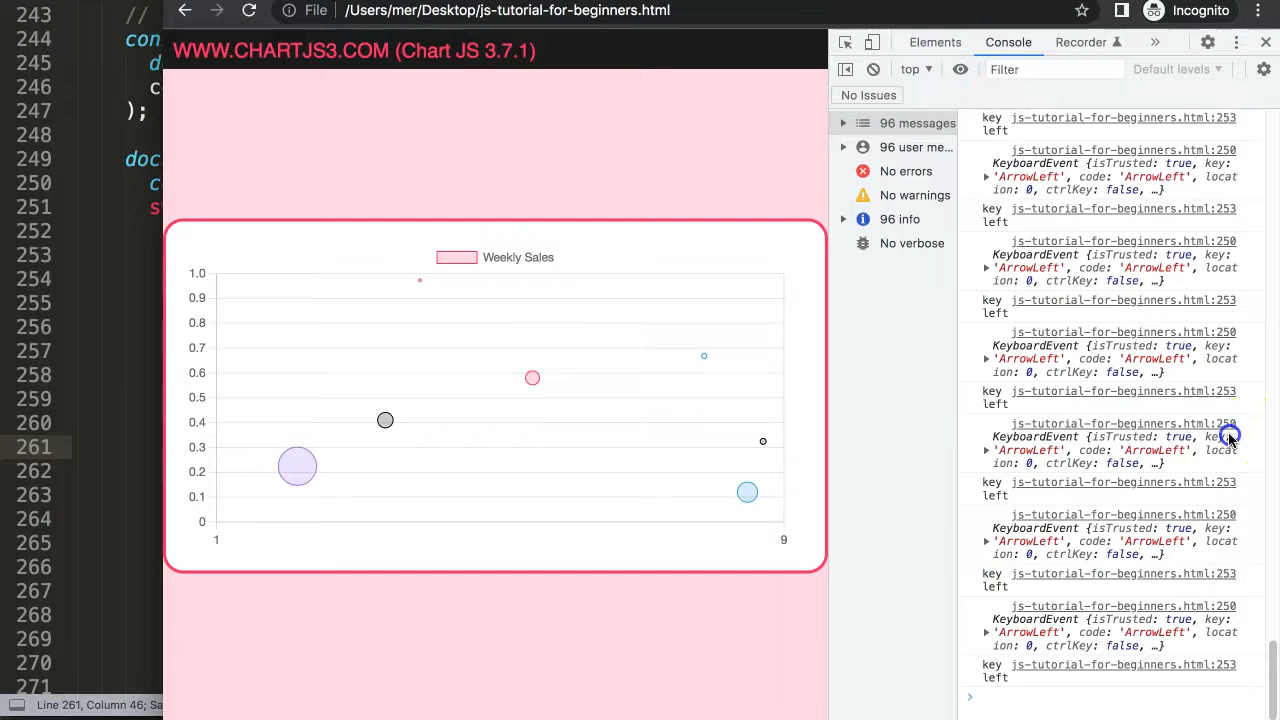 243 //
244 con
245 d
246 c
247 );
248
249 doc
250 c
251 s
252
253
254
255
256
257
258
259
260
261
262
263
264
265
266
267
268
269
270
271
Line 261, Column 46; Sa
File /Users/mer/Desktop/js-tutorial-for-beginners.html Incognito
WWW.CHARTJS3.COM (Chart JS 3.7.1)
Weekly Sales
1.0
0.9
0.8
0.7
0.6
0.5
0.4
0.3
0.2
0.1
0
1 9
Elements Console Recorder »
top Filter Default levels
No Issues
96 messages
96 user me...
No errors
No warnings
96 info
No verbose
key js-tutorial-for-beginners.html:253
left
js-tutorial-for-beginners.html:250
KeyboardEvent {isTrusted: true, key:
'ArrowLeft', code: 'ArrowLeft', locat
ion: 0, ctrlKey: false, …}
key js-tutorial-for-beginners.html:253
left
js-tutorial-for-beginners.html:250
KeyboardEvent {isTrusted: true, key:
'ArrowLeft', code: 'ArrowLeft', locat
ion: 0, ctrlKey: false, …}
key js-tutorial-for-beginners.html:253
left
js-tutorial-for-beginners.html:250
KeyboardEvent {isTrusted: true, key:
'ArrowLeft', code: 'ArrowLeft', locat
ion: 0, ctrlKey: false, …}
key js-tutorial-for-beginners.html:253
left
js-tutorial-for-beginners.html:250
KeyboardEvent {isTrusted: true, key:
'ArrowLeft', code: 'ArrowLeft', locat
ion: 0, ctrlKey: false, …}
key js-tutorial-for-beginners.html:253
left
js-tutorial-for-beginners.html:250
KeyboardEvent {isTrusted: true, key:
'ArrowLeft', code: 'ArrowLeft', locat
ion: 0, ctrlKey: false, …}
key js-tutorial-for-beginners.html:253
left
js-tutorial-for-beginners.html:250
KeyboardEvent {isTrusted: true, key:
'ArrowLeft', code: 'ArrowLeft', locat
ion: 0, ctrlKey: false, …}
key js-tutorial-for-beginners.html:253
left